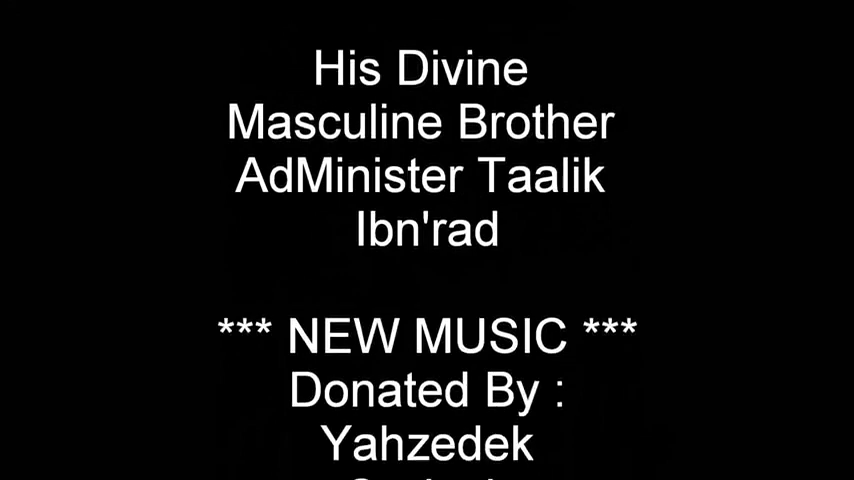 His Divine
Masculine Brother
AdMinister Taalik
Ibn'rad
*** NEW MUSIC ***
Donated By :
Yahzedek